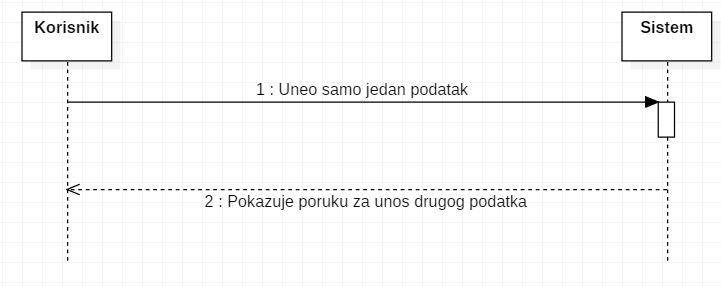 Korisnik
Sistem
1 : Uneo samo jedan podatak
2 : Pokazuje poruku za unos drugog podatka